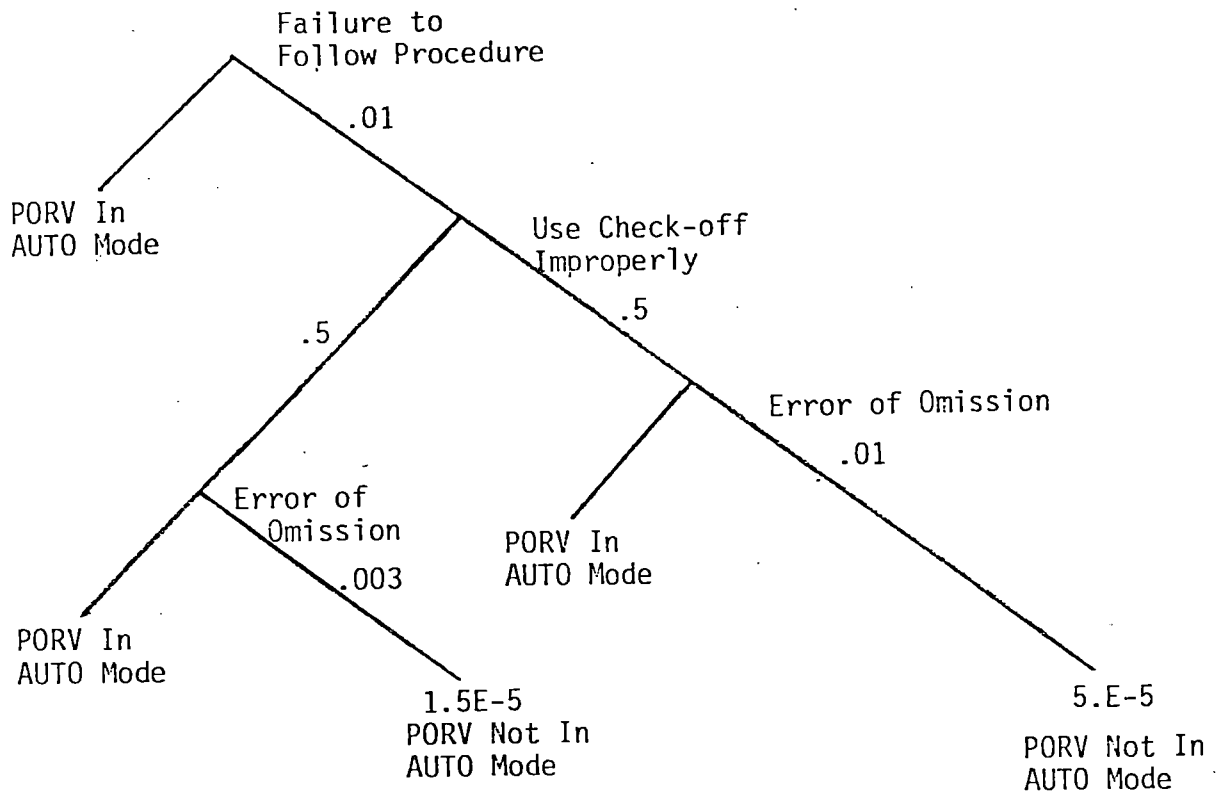 Failure to
Follow Procedure
.01
PORV In
AUTO Mode
Use Check-off
Improperly
.5
.5
Error of Omission
.01
Error of
Omission
.003
PORV In
AUTO Mode
PORV In
AUTO Mode
1.5E-5
PORV Not In
AUTO Mode
5.E-5
PORV Not In
AUTO Mode